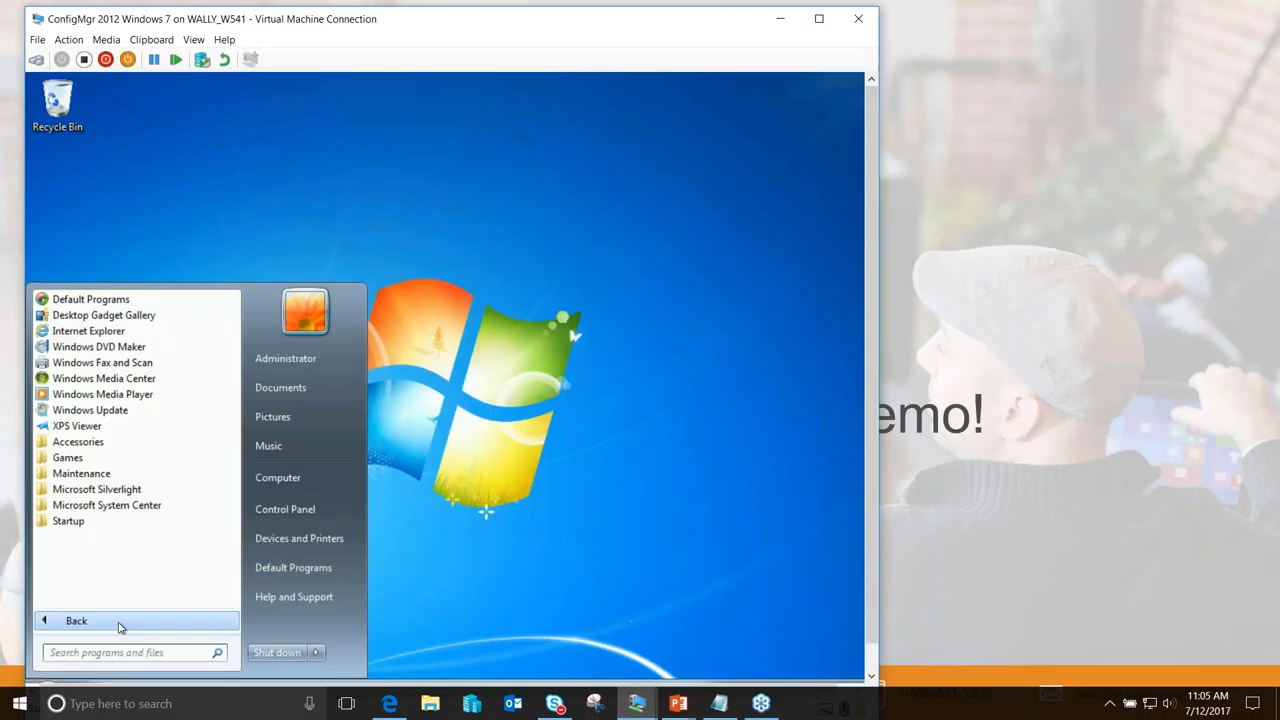 ConfigMgr 2012 Windows 7 on WALLY_W541 - Virtual Machine Connection
File Action Media Clipboard View Help
Recycle Bin
Default Programs
Desktop Gadget Gallery
Internet Explorer
Windows DVD Maker
Windows Fax and Scan
Windows Media Center
Windows Media Player
Windows Update
XPS Viewer
Accessories
Games
Maintenance
Microsoft Silverlight
Microsoft System Center
Startup
Back
Search programs and files
Administrator
Documents
Pictures
Music
Computer
Control Panel
Devices and Printers
Default Programs
Help and Support
Shut down
emo!
Type here to search
11:05 AM
7/12/2017